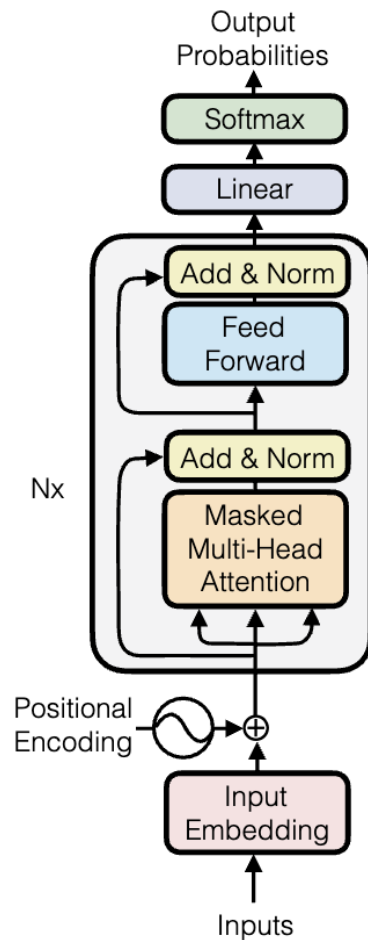 Output
Probabilities
Softmax
Linear
Add & Norm
Feed
Forward
Add & Norm
Nx
Masked
Multi-Head
Attention
Positional
Encoding
Input
Embedding
Inputs